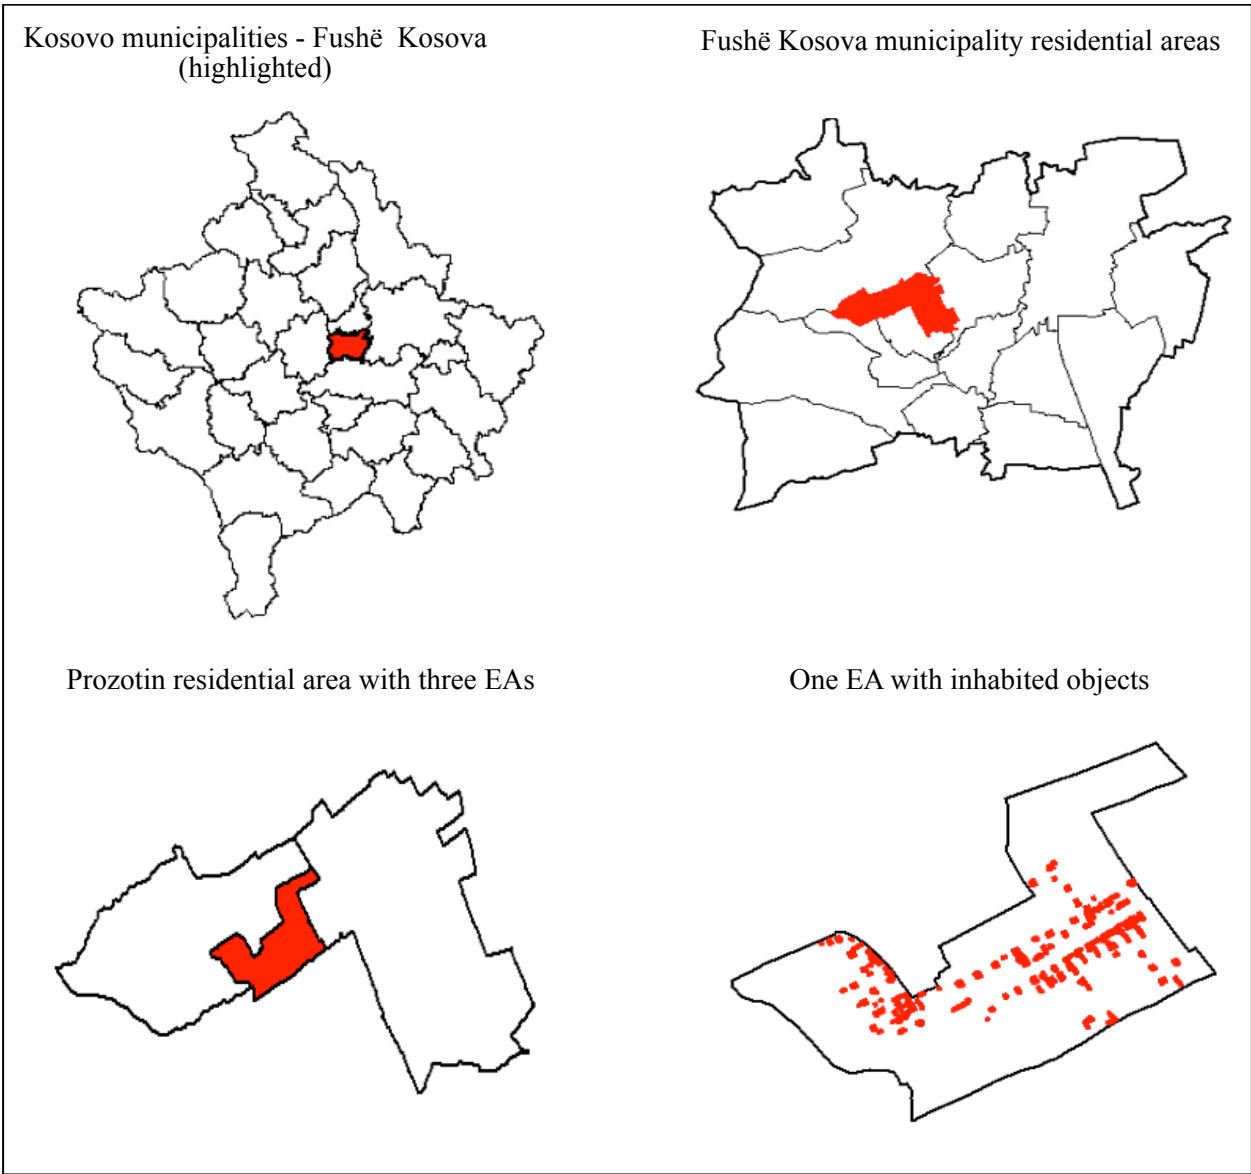 Kosovo municipalities - Fushë Kosova
(highlighted)
Fushë Kosova municipality residential areas
Prozotin residential area with three EAs
One EA with inhabited objects